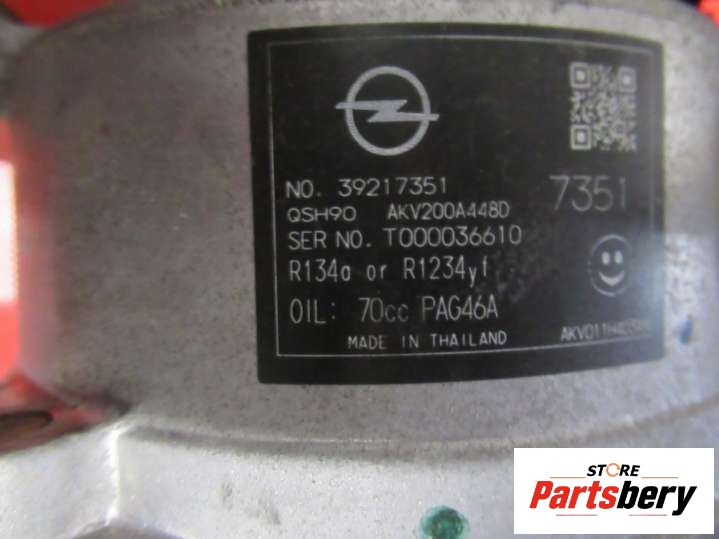 NO. 39217351
7351
QSH90 AKV200A448D
SER NO. T000036610
R134a or R1234yf
OIL: 70cc PAG46A
MADE IN THAILAND
STORE
Partsbery